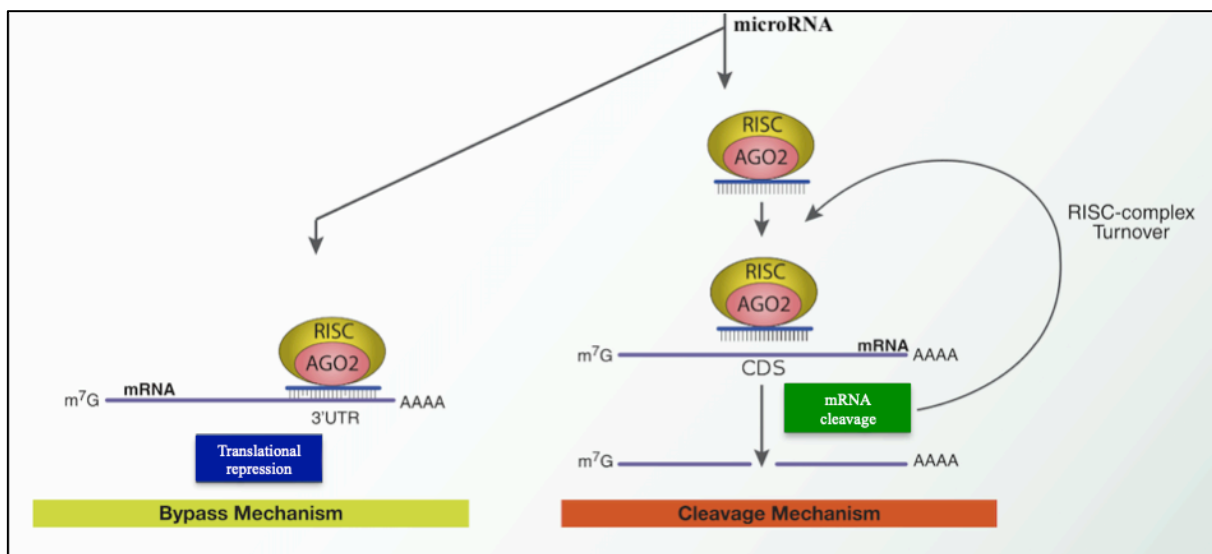 microRNA
RISC
AGO2
RISC-complex
Turnover
RISC
AGO2
m⁷G
mRNA
AAAA
CDS
mRNA
cleavage
m⁷G
AAAA
RISC
AGO2
m⁷G
mRNA
AAAA
3'UTR
Translational
repression
Bypass Mechanism
Cleavage Mechanism